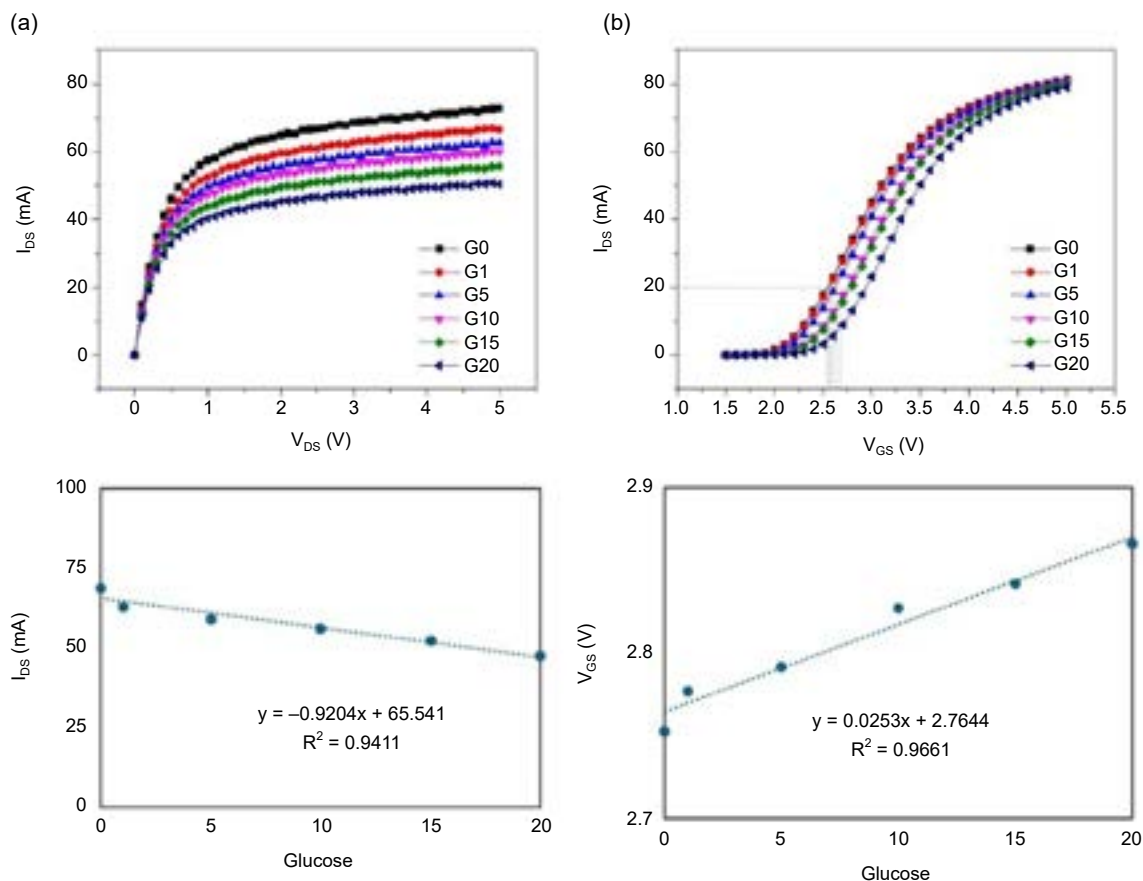 (a)
80
60
40
20
0
I_DS (mA)
G0
G1
G5
G10
G15
G20
0 1 2 3 4 5
V_DS (V)
(b)
80
60
40
20
0
I_DS (mA)
G0
G1
G5
G10
G15
G20
1.0 1.5 2.0 2.5 3.0 3.5 4.0 4.5 5.0 5.5
V_GS (V)
100
75
50
25
0
I_DS (mA)
y = –0.9204x + 65.541
R² = 0.9411
0 5 10 15 20
Glucose
2.9
2.8
2.7
V_GS (V)
y = 0.0253x + 2.7644
R² = 0.9661
0 5 10 15 20
Glucose